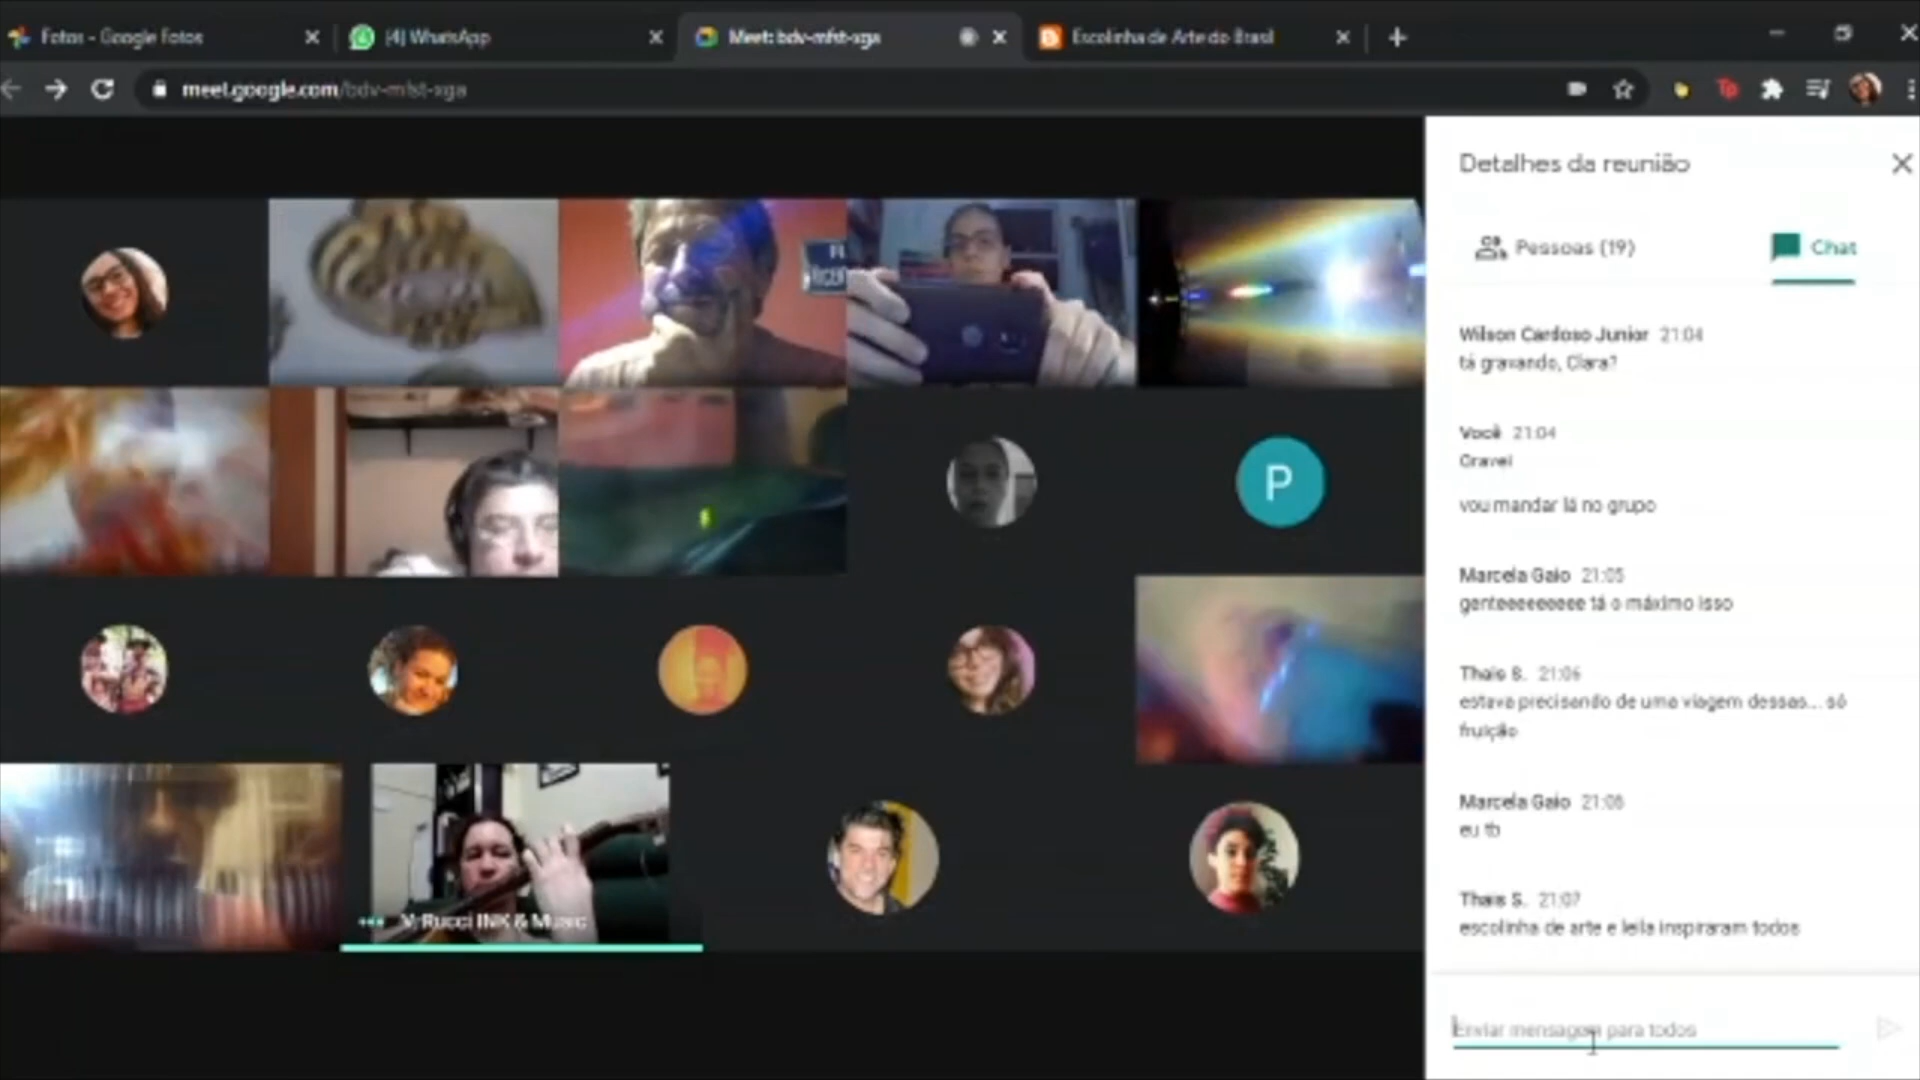 Fotos - Google Fotos
(4) WhatsApp
Meet: bdv-mfst-xga
Escolinha de Arte do Brasil
meet.google.com/bdv-mfst-xga
Detalhes da reunião
Pessoas (19)
Chat
Wilson Cardoso Junior 21:04
tá gravando, Clara?
Você 21:04
Gravei
vou mandar lá no grupo
Marcela Gaio 21:05
genteeeeeeeeee tá o máximo isso
Thais S. 21:06
estava precisando de uma viagem dessas... só
fruição
Marcela Gaio 21:06
eu tb
Thais S. 21:07
escolinha de arte e leila inspiraram todos
Enviar mensagem para todos
P
Rucci INK & Music